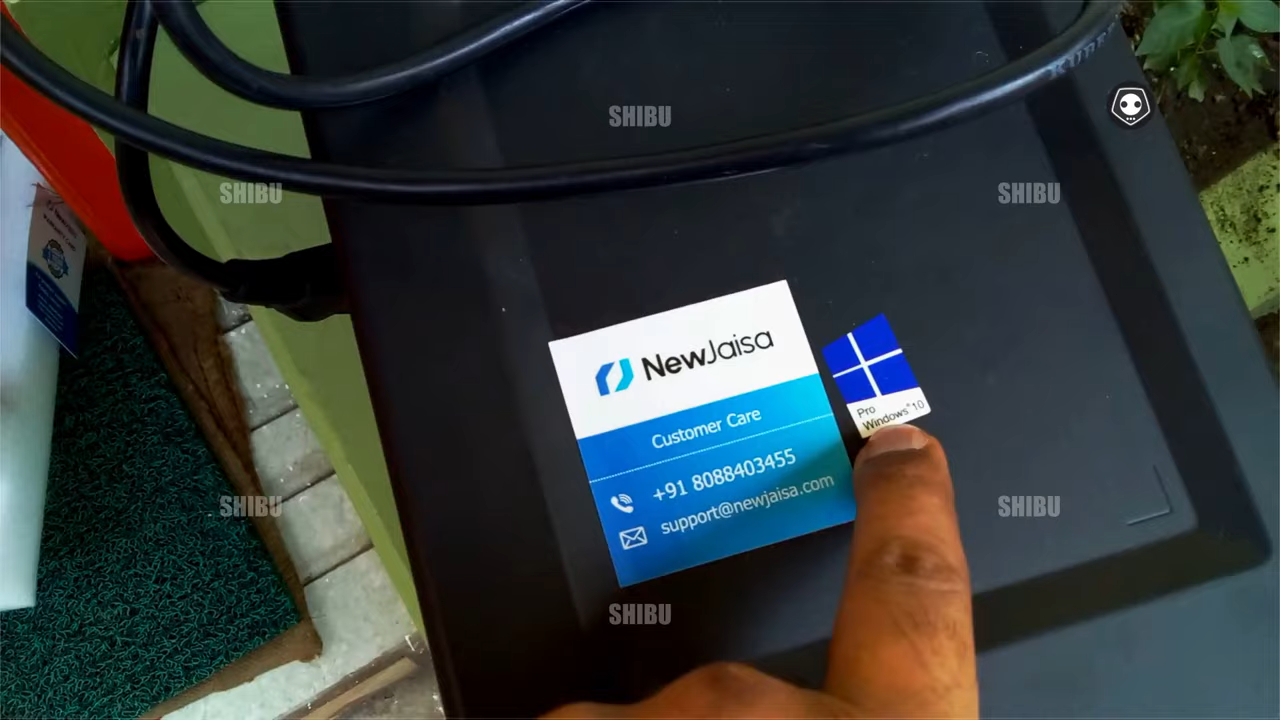 SHIBU
SHIBU
SHIBU
NewJaisa
Customer Care
+91 8088403455
support@newjaisa.com
Pro
Windows 10
SHIBU
SHIBU
SHIBU